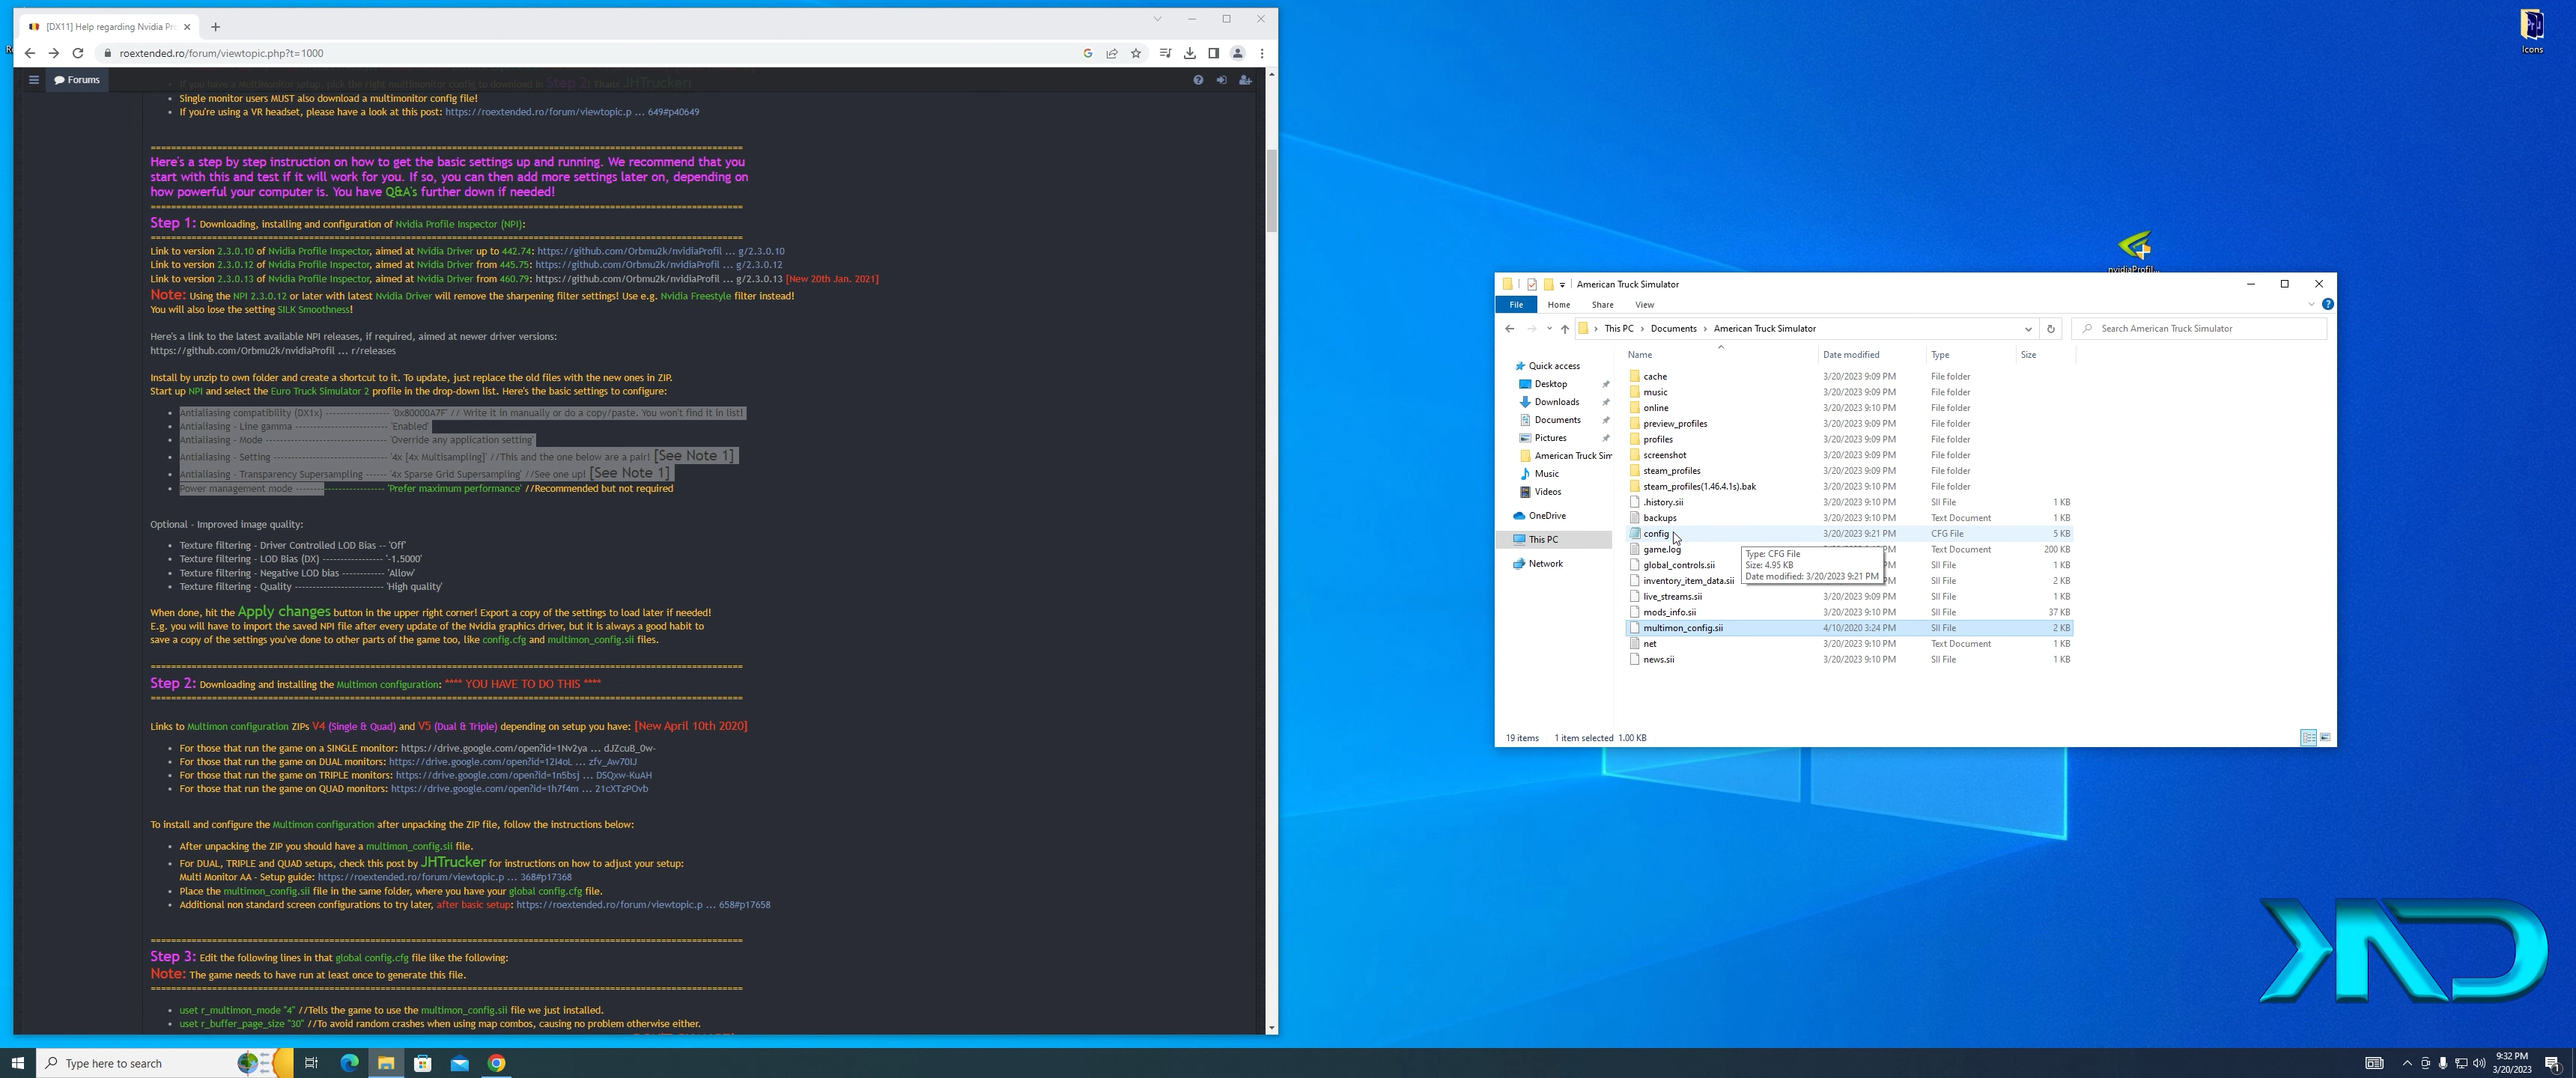 [DX11] Help regarding Nvidia Pr
roextended.ro/forum/viewtopic.php?t=1000
Forums
If you have a MultiMonitor setup, pick the right multimonitor config to download in Step 2! Thanx JHTrucker!
Single monitor users MUST also download a multimonitor config file!
If you're using a VR headset, please have a look at this post: https://roextended.ro/forum/viewtopic.p ... 649#p40649
Here's a step by step instruction on how to get the basic settings up and running. We recommend that you
start with this and test if it will work for you. If so, you can then add more settings later on, depending on
how powerful your computer is. You have Q&A's further down if needed!
Step 1: Downloading, installing and configuration of Nvidia Profile Inspector (NPI):
Link to version 2.3.0.10 of Nvidia Profile Inspector, aimed at Nvidia Driver up to 442.74: https://github.com/Orbmu2k/nvidiaProfil ... g/2.3.0.10
Link to version 2.3.0.12 of Nvidia Profile Inspector, aimed at Nvidia Driver from 445.75: https://github.com/Orbmu2k/nvidiaProfil ... g/2.3.0.12
Link to version 2.3.0.13 of Nvidia Profile Inspector, aimed at Nvidia Driver from 460.79: https://github.com/Orbmu2k/nvidiaProfil ... g/2.3.0.13 [New 20th Jan. 2021]
Note: Using the NPI 2.3.0.12 or later with latest Nvidia Driver will remove the sharpening filter settings! Use e.g. Nvidia Freestyle filter instead!
You will also lose the setting SILK Smoothness!
Here's a link to the latest available NPI releases, if required, aimed at newer driver versions:
https://github.com/Orbmu2k/nvidiaProfil ... r/releases
Install by unzip to own folder and create a shortcut to it. To update, just replace the old files with the new ones in ZIP.
Start up NPI and select the Euro Truck Simulator 2 profile in the drop-down list. Here's the basic settings to configure:
Antialiasing compatibility (DX1x) ------------------- '0x80000A7F' // Write it in manually or do a copy/paste. You won't find it in list!
Antialiasing - Line gamma --------------------------- 'Enabled'
Antialiasing - Mode ----------------------------------- 'Override any application setting'
Antialiasing - Setting --------------------------------- '4x [4x Multisampling]' //This and the one below are a pair! [See Note 1]
Antialiasing - Transparency Supersampling ------ '4x Sparse Grid Supersampling' //See one up! [See Note 1]
Power management mode -------------------------- 'Prefer maximum performance' //Recommended but not required
Optional - Improved image quality:
Texture filtering - Driver Controlled LOD Bias -- 'Off'
Texture filtering - LOD Bias (DX) ----------------- '-1.5000'
Texture filtering - Negative LOD bias ------------ 'Allow'
Texture filtering - Quality ------------------------- 'High quality'
When done, hit the Apply changes button in the upper right corner! Export a copy of the settings to load later if needed!
E.g. you will have to import the saved NPI file after every update of the Nvidia graphics driver, but it is always a good habit to
save a copy of the settings you've done to other parts of the game too, like config.cfg and multimon_config.sii files.
Step 2: Downloading and installing the Multimon configuration: **** YOU HAVE TO DO THIS ****
Links to Multimon configuration ZIPs V4 (Single & Quad) and V5 (Dual & Triple) depending on setup you have: [New April 10th 2020]
For those that run the game on a SINGLE monitor: https://drive.google.com/open?id=1Nv2ya ... dJZcuB_0w-
For those that run the game on DUAL monitors: https://drive.google.com/open?id=12I4oL ... zfv_Aw70IJ
For those that run the game on TRIPLE monitors: https://drive.google.com/open?id=1n5bsj ... DSQxw-KuAH
For those that run the game on QUAD monitors: https://drive.google.com/open?id=1h7f4m ... 21cXTzPOvb
To install and configure the Multimon configuration after unpacking the ZIP file, follow the instructions below:
After unpacking the ZIP you should have a multimon_config.sii file.
For DUAL, TRIPLE and QUAD setups, check this post by JHTrucker for instructions on how to adjust your setup:
Multi Monitor AA - Setup guide: https://roextended.ro/forum/viewtopic.p ... 368#p17368
Place the multimon_config.sii file in the same folder, where you have your global config.cfg file.
Additional non standard screen configurations to try later, after basic setup: https://roextended.ro/forum/viewtopic.p ... 658#p17658
Step 3: Edit the following lines in that global config.cfg file like the following:
Note: The game needs to have run at least once to generate this file.
uset r_multimon_mode "4" //Tells the game to use the multimon_config.sii file we just installed.
uset r_buffer_page_size "30" //To avoid random crashes when using map combos, causing no problem otherwise either.
Icons
nvidiaProfil...
American Truck Simulator
File Home Share View
This PC Documents American Truck Simulator
Search American Truck Simulator
Name Date modified Type Size
Quick access
Desktop
Downloads
Documents
Pictures
American Truck Sim
Music
Videos
OneDrive
This PC
Network
cache 3/20/2023 9:09 PM File folder
music 3/20/2023 9:09 PM File folder
online 3/20/2023 9:10 PM File folder
preview_profiles 3/20/2023 9:09 PM File folder
profiles 3/20/2023 9:09 PM File folder
screenshot 3/20/2023 9:09 PM File folder
steam_profiles 3/20/2023 9:09 PM File folder
steam_profiles(1.46.4.1s).bak 3/20/2023 9:10 PM File folder
.history.sii 3/20/2023 9:10 PM SII File 1 KB
backups 3/20/2023 9:10 PM Text Document 1 KB
config 3/20/2023 9:21 PM CFG File 5 KB
game.log Text Document 200 KB
global_controls.sii SII File 1 KB
inventory_item_data.sii SII File 2 KB
live_streams.sii 3/20/2023 9:09 PM SII File 1 KB
mods_info.sii 3/20/2023 9:10 PM SII File 37 KB
multimon_config.sii 4/10/2020 3:24 PM SII File 2 KB
net 3/20/2023 9:10 PM Text Document 1 KB
news.sii 3/20/2023 9:10 PM SII File 1 KB
Type: CFG File
Size: 4.95 KB
Date modified: 3/20/2023 9:21 PM
19 items 1 item selected 1.00 KB
Type here to search
9:32 PM
3/20/2023